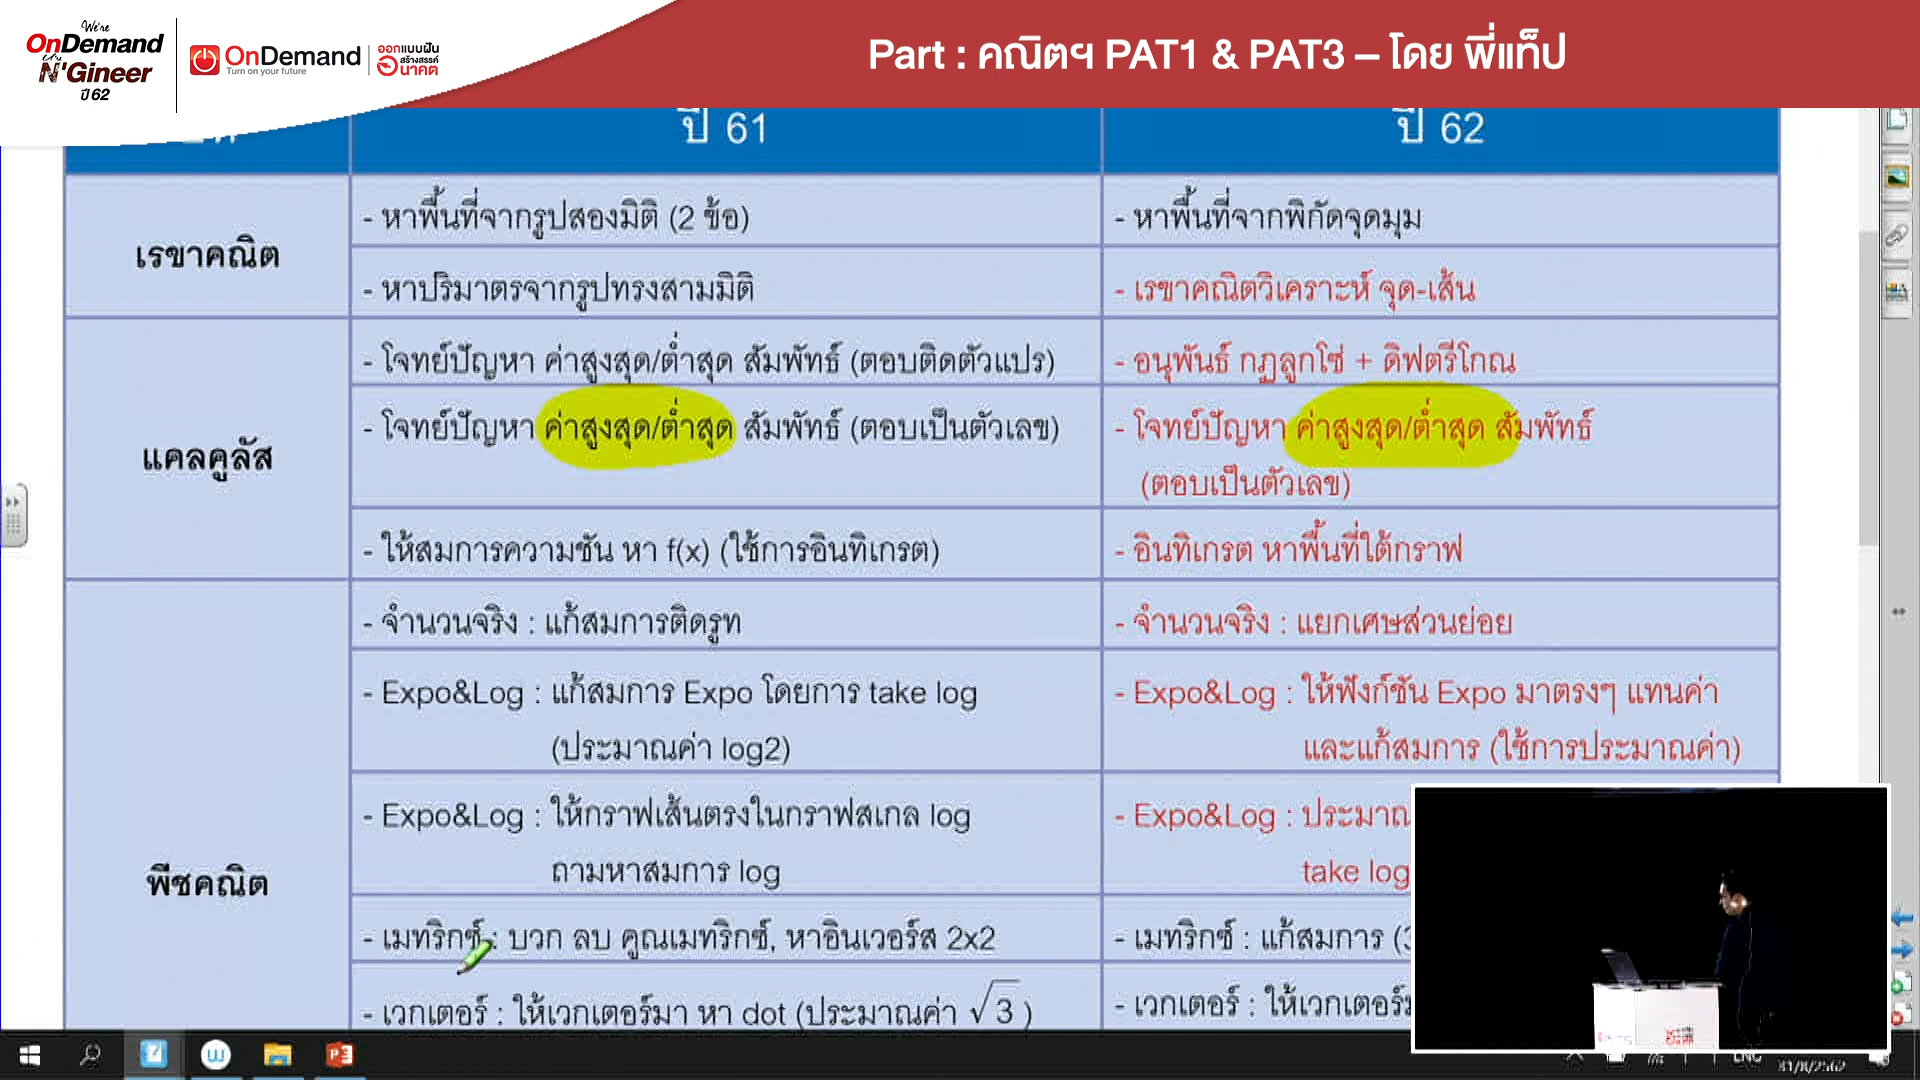 We're
OnDemand
Um
N'Gineer
ปี 62
OnDemand
Turn on your future
ออกแบบฝัน
สร้างสรรค์
อนาคต
Part : คณิตฯ PAT1 & PAT3 – โดย พี่แท็ป
ปี 61
ปี 62
เรขาคณิต
- หาพื้นที่จากรูปสองมิติ (2 ข้อ)
- หาพื้นที่จากพิกัดจุดมุม
- หาปริมาตรจากรูปทรงสามมิติ
- เรขาคณิตวิเคราะห์ จุด-เส้น
แคลคูลัส
- โจทย์ปัญหา ค่าสูงสุด/ต่ำสุด สัมพัทธ์ (ตอบติดตัวแปร)
- อนุพันธ์ กฎลูกโซ่ + ดิฟตรีโกณ
- โจทย์ปัญหา ค่าสูงสุด/ต่ำสุด สัมพัทธ์ (ตอบเป็นตัวเลข)
- โจทย์ปัญหา ค่าสูงสุด/ต่ำสุด สัมพัทธ์
(ตอบเป็นตัวเลข)
- ให้สมการความชัน หา f(x) (ใช้การอินทิเกรต)
- อินทิเกรต หาพื้นที่ใต้กราฟ
พีชคณิต
- จำนวนจริง : แก้สมการติดรูท
- จำนวนจริง : แยกเศษส่วนย่อย
- Expo&Log : แก้สมการ Expo โดยการ take log
(ประมาณค่า log2)
- Expo&Log : ให้ฟังก์ชัน Expo มาตรงๆ แทนค่า
และแก้สมการ (ใช้การประมาณค่า)
- Expo&Log : ให้กราฟเส้นตรงในกราฟสเกล log
ถามหาสมการ log
- Expo&Log : ประมาณ
take log
- เมทริกซ์ : บวก ลบ คูณเมทริกซ์, หาอินเวอร์ส 2x2
- เมทริกซ์ : แก้สมการ (3
- เวกเตอร์ : ให้เวกเตอร์มา หา dot (ประมาณค่า √3 )
- เวกเตอร์ : ให้เวกเตอร์ม
ENG
31/8/2562